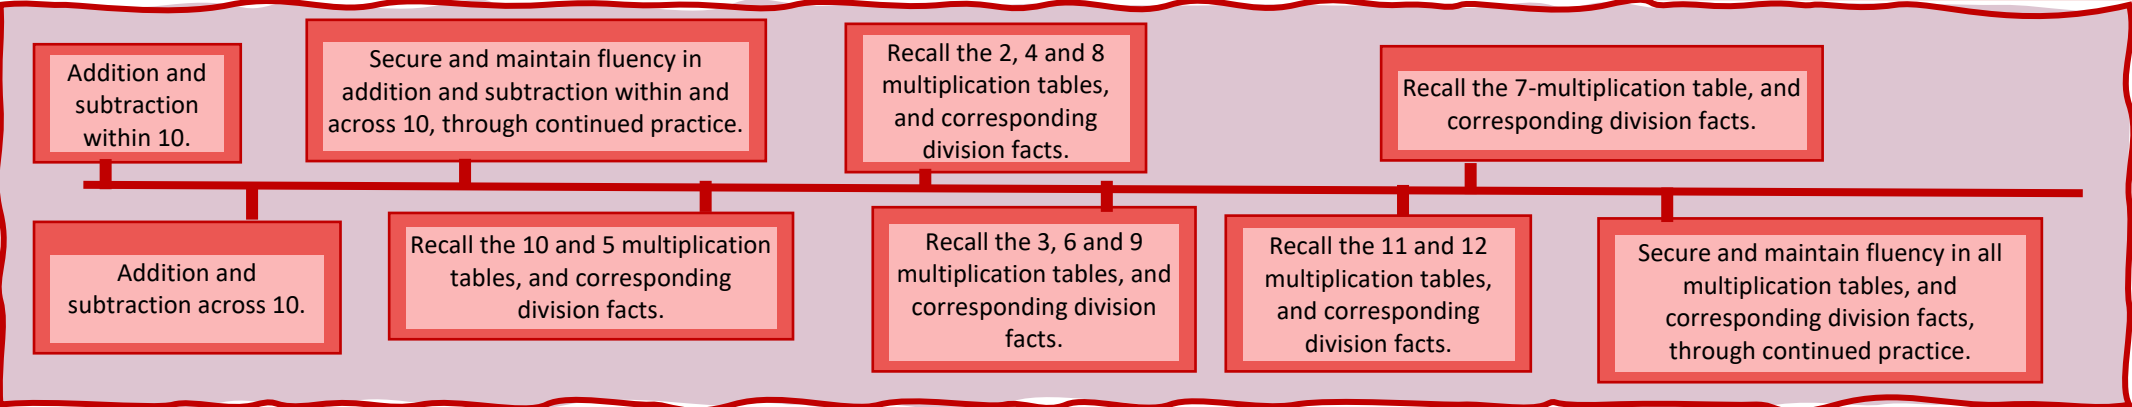 Addition and
subtraction
within 10.
Addition and
subtraction across 10.
Secure and maintain fluency in
addition and subtraction within and
across 10, through continued practice.
Recall the 10 and 5 multiplication
tables, and corresponding
division facts.
Recall the 2, 4 and 8
multiplication tables,
and corresponding
division facts.
Recall the 3, 6 and 9
multiplication tables, and
corresponding division
facts.
Recall the 11 and 12
multiplication tables,
and corresponding
division facts.
Recall the 7-multiplication table, and
corresponding division facts.
Secure and maintain fluency in all
multiplication tables, and
corresponding division facts,
through continued practice.